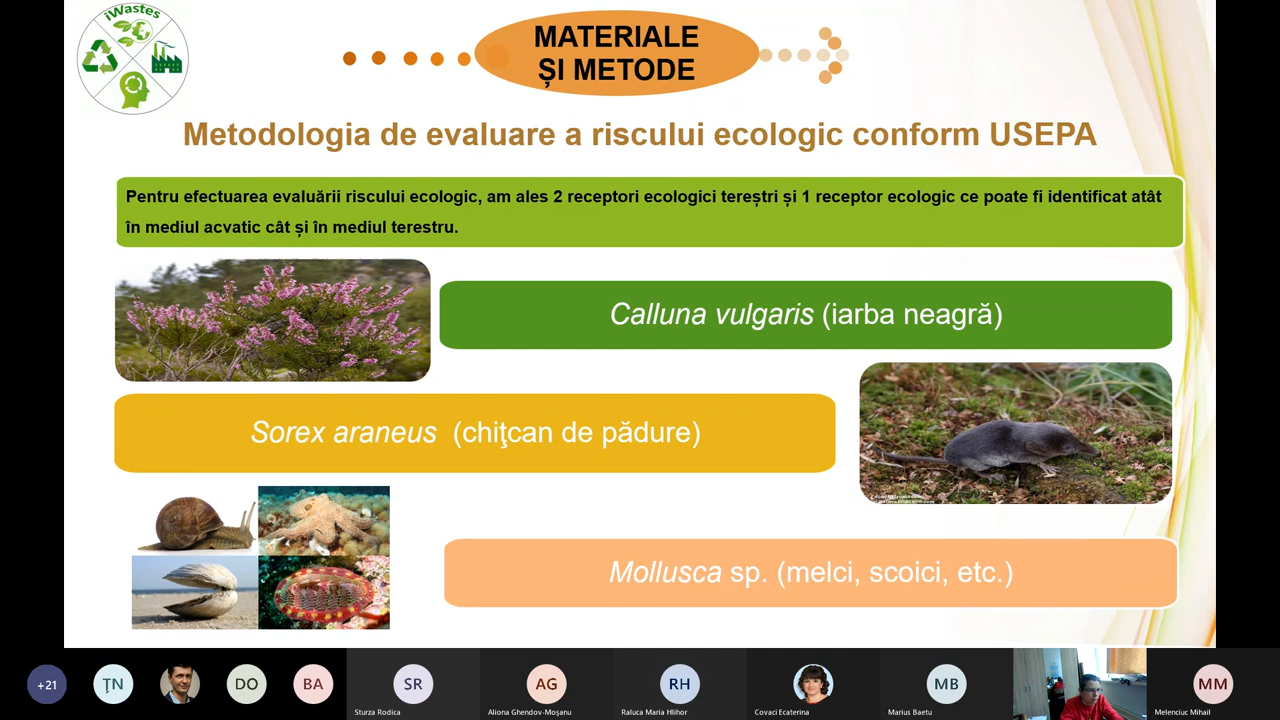 iWastes
MATERIALE
ȘI METODE
Metodologia de evaluare a riscului ecologic conform USEPA
Pentru efectuarea evaluării riscului ecologic, am ales 2 receptori ecologici tereștri și 1 receptor ecologic ce poate fi identificat atât
în mediul acvatic cât și în mediul terestru.
Calluna vulgaris (iarba neagră)
Sorex araneus (chiţcan de pădure)
Mollusca sp. (melci, scoici, etc.)
+21
ŢN
DO
BA
SR
AG
RH
MB
MM
Sturza Rodica
Aliona Ghendov-Moșanu
Raluca Maria Hlihor
Covaci Ecaterina
Marius Baetu
Melenciuc Mihail